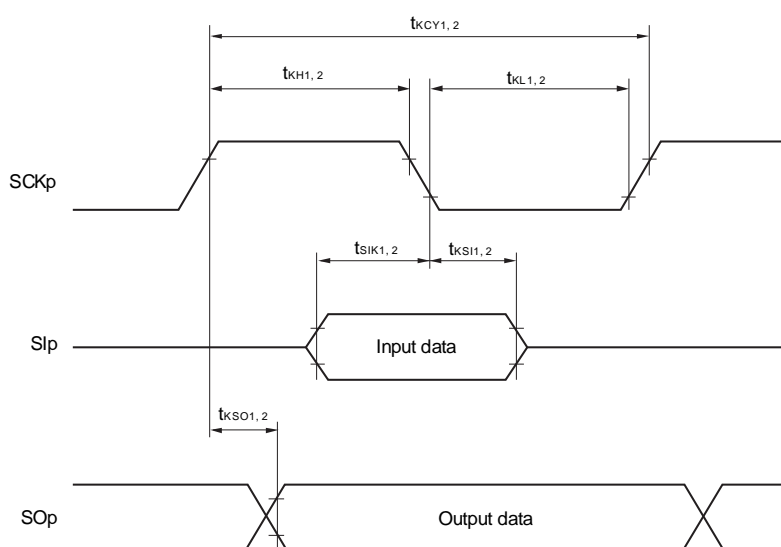 tKCY1, 2
tKH1, 2
tKL1, 2
SCKp
tSIK1, 2
tKSI1, 2
SIp
Input data
tKSO1, 2
SOp
Output data